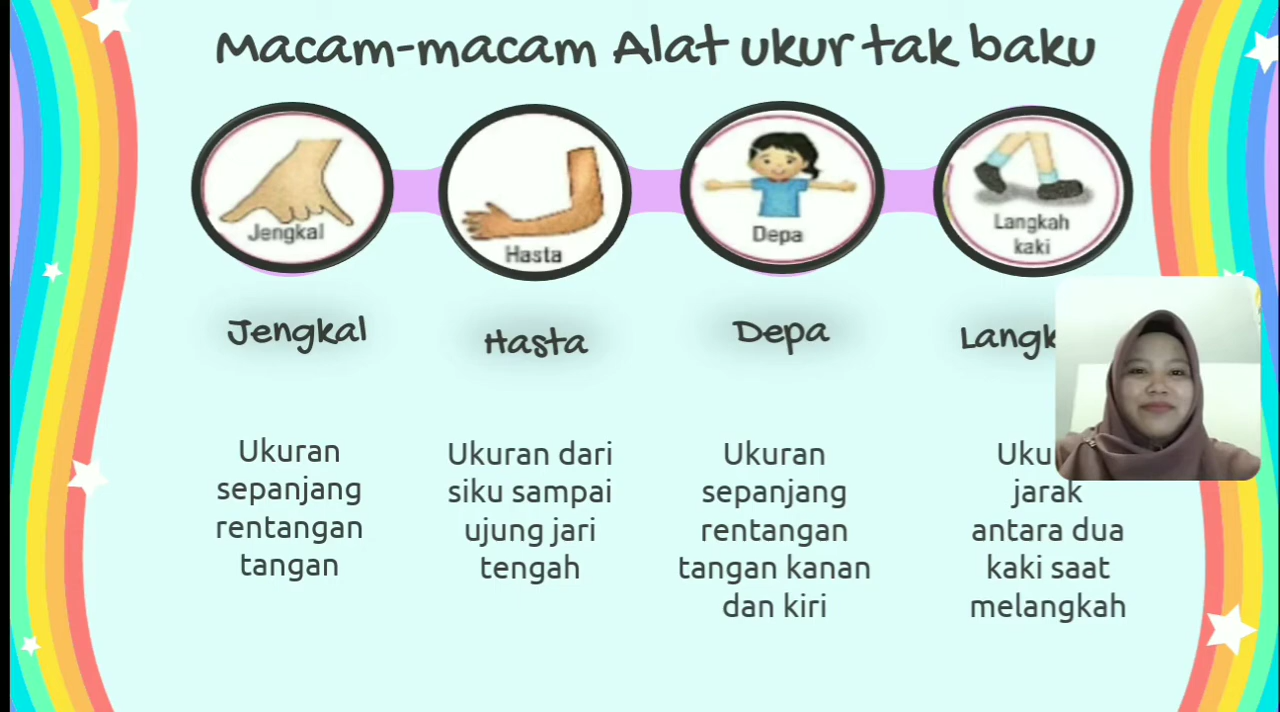 Macam-macam Alat ukur tak baku
Jengkal
Hasta
Depa
Langkah
kaki
Jengkal
Hasta
Depa
Ukuran
sepanjang
rentangan
tangan
Ukuran dari
siku sampai
ujung jari
tengah
Ukuran
sepanjang
rentangan
tangan kanan
dan kiri
jarak
antara dua
kaki saat
melangkah